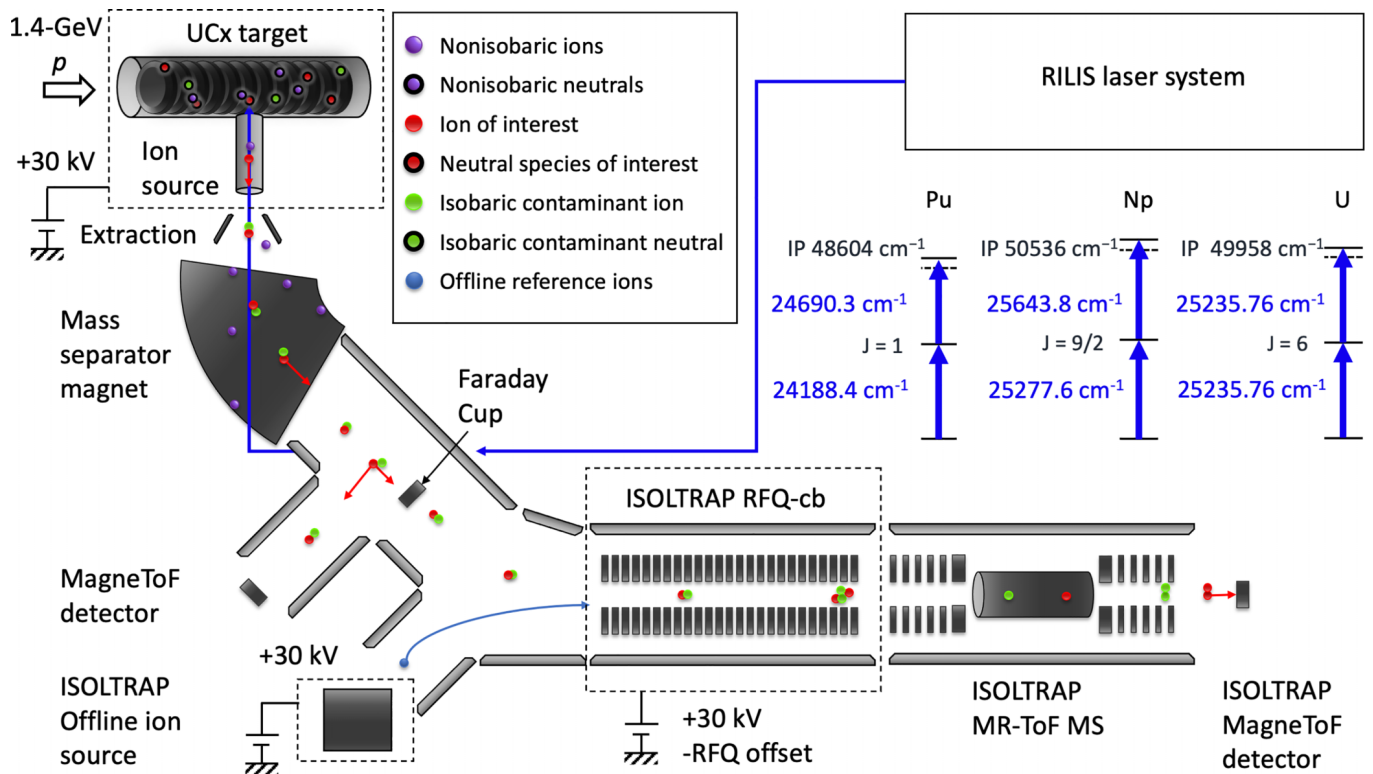 1.4-GeV
p
UCx target
+30 kV
Ion
source
Extraction
Mass
separator
magnet
Nonisobaric ions
Nonisobaric neutrals
Ion of interest
Neutral species of interest
Isobaric contaminant ion
Isobaric contaminant neutral
Offline reference ions
RILIS laser system
Pu
Np
U
IP 48604 cm⁻¹
IP 50536 cm⁻¹
IP 49958 cm⁻¹
24690.3 cm⁻¹
25643.8 cm⁻¹
25235.76 cm⁻¹
J = 1
J = 9/2
J = 6
24188.4 cm⁻¹
25277.6 cm⁻¹
25235.76 cm⁻¹
Faraday
Cup
ISOLTRAP RFQ-cb
MagneToF
detector
+30 kV
ISOLTRAP
Offline ion
source
+30 kV
-RFQ offset
ISOLTRAP
MR-ToF MS
ISOLTRAP
MagneToF
detector